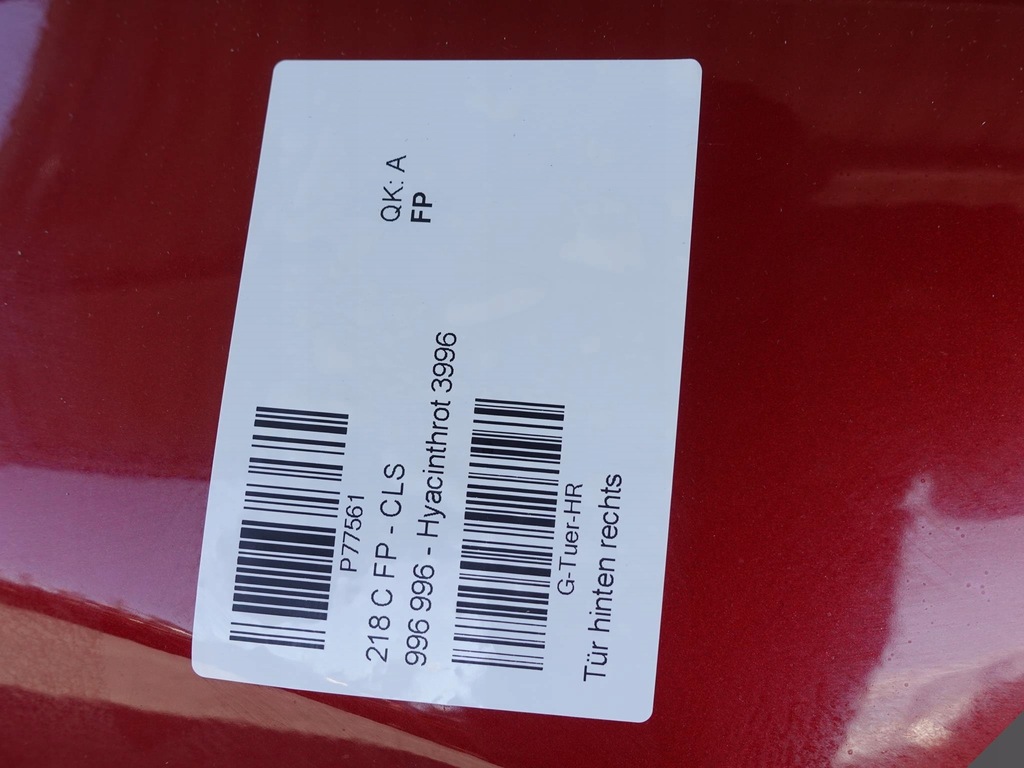 P77561
218 C FP - CLS
996 996 - Hyacinthrot 3996
QK: A
FP
G-Tuer-HR
Tür hinten rechts